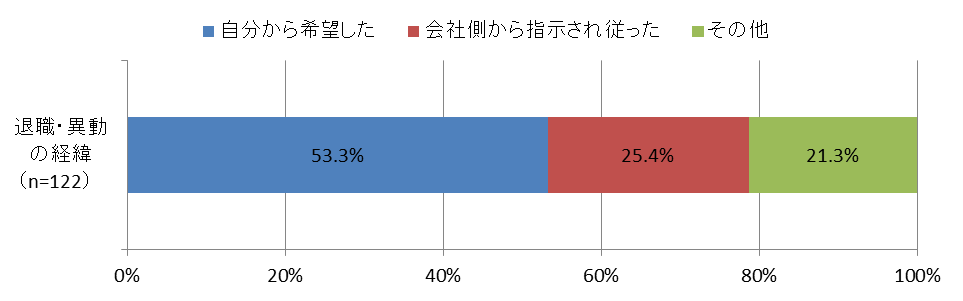 自分から希望した 会社側から指示され従った その他
退職・異動
の経緯
（n=122）
53.3% 25.4% 21.3%
0% 20% 40% 60% 80% 100%